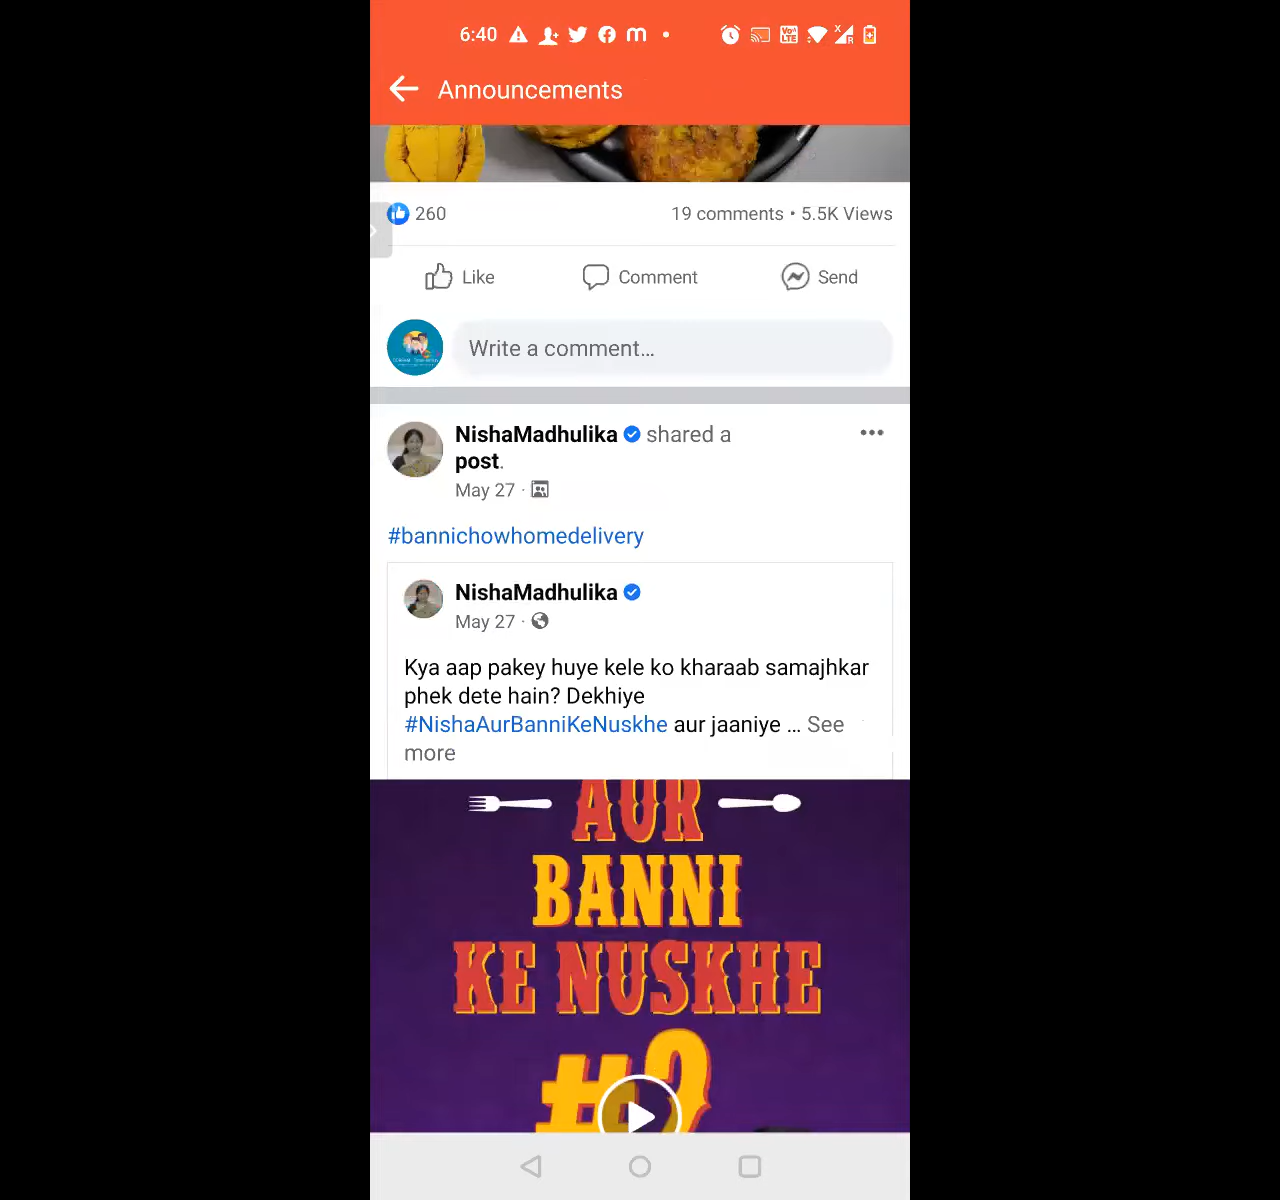 6:40
Announcements
260
19 comments • 5.5K Views
Like
Comment
Send
Write a comment...
NishaMadhulika shared a
post.
May 27 ·
#bannichowhomedelivery
NishaMadhulika
May 27 ·
Kya aap pakey huye kele ko kharaab samajhkar
phek dete hain? Dekhiye
#NishaAurBanniKeNuskhe aur jaaniye ... See
more
AUR
BANNI
KE NUSKHE
#2